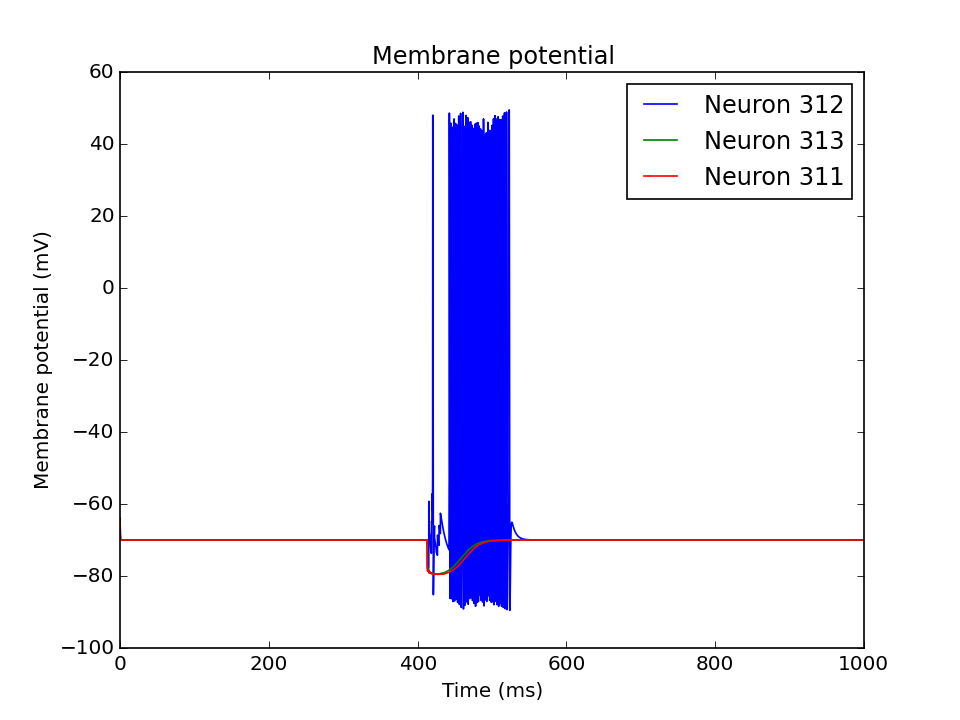 Membrane potential
60
40
20
0
−20
−40
−60
−80
−100
Membrane potential (mV)
Neuron 312
Neuron 313
Neuron 311
0 200 400 600 800 1000
Time (ms)